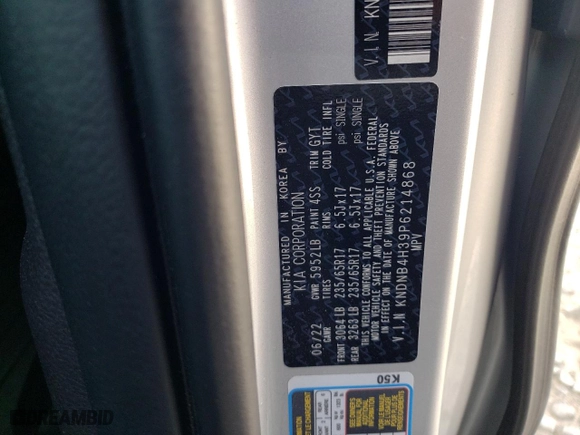 MANUFACTURED IN KOREA BY
KIA CORPORATION
06/22 GVWR 5952LB PAINT 4SS TRIM GYT
GAWR TIRES RIMS COLD TIRE INFL
FRONT 3064LB 235/65R17 6.5Jx17 psi SINGLE
REAR 3263LB 235/65R17 6.5Jx17 psi SINGLE
THIS VEHICLE CONFORMS TO ALL APPLICABLE U.S.A. FEDERAL
MOTOR VEHICLE SAFETY AND THEFT PREVENTION STANDARDS
IN EFFECT ON THE DATE OF MANUFACTURE SHOWN ABOVE.
V.I.N KNDNB4H39P6214868
MPV
V.I.N KN
K50
DREAMBID